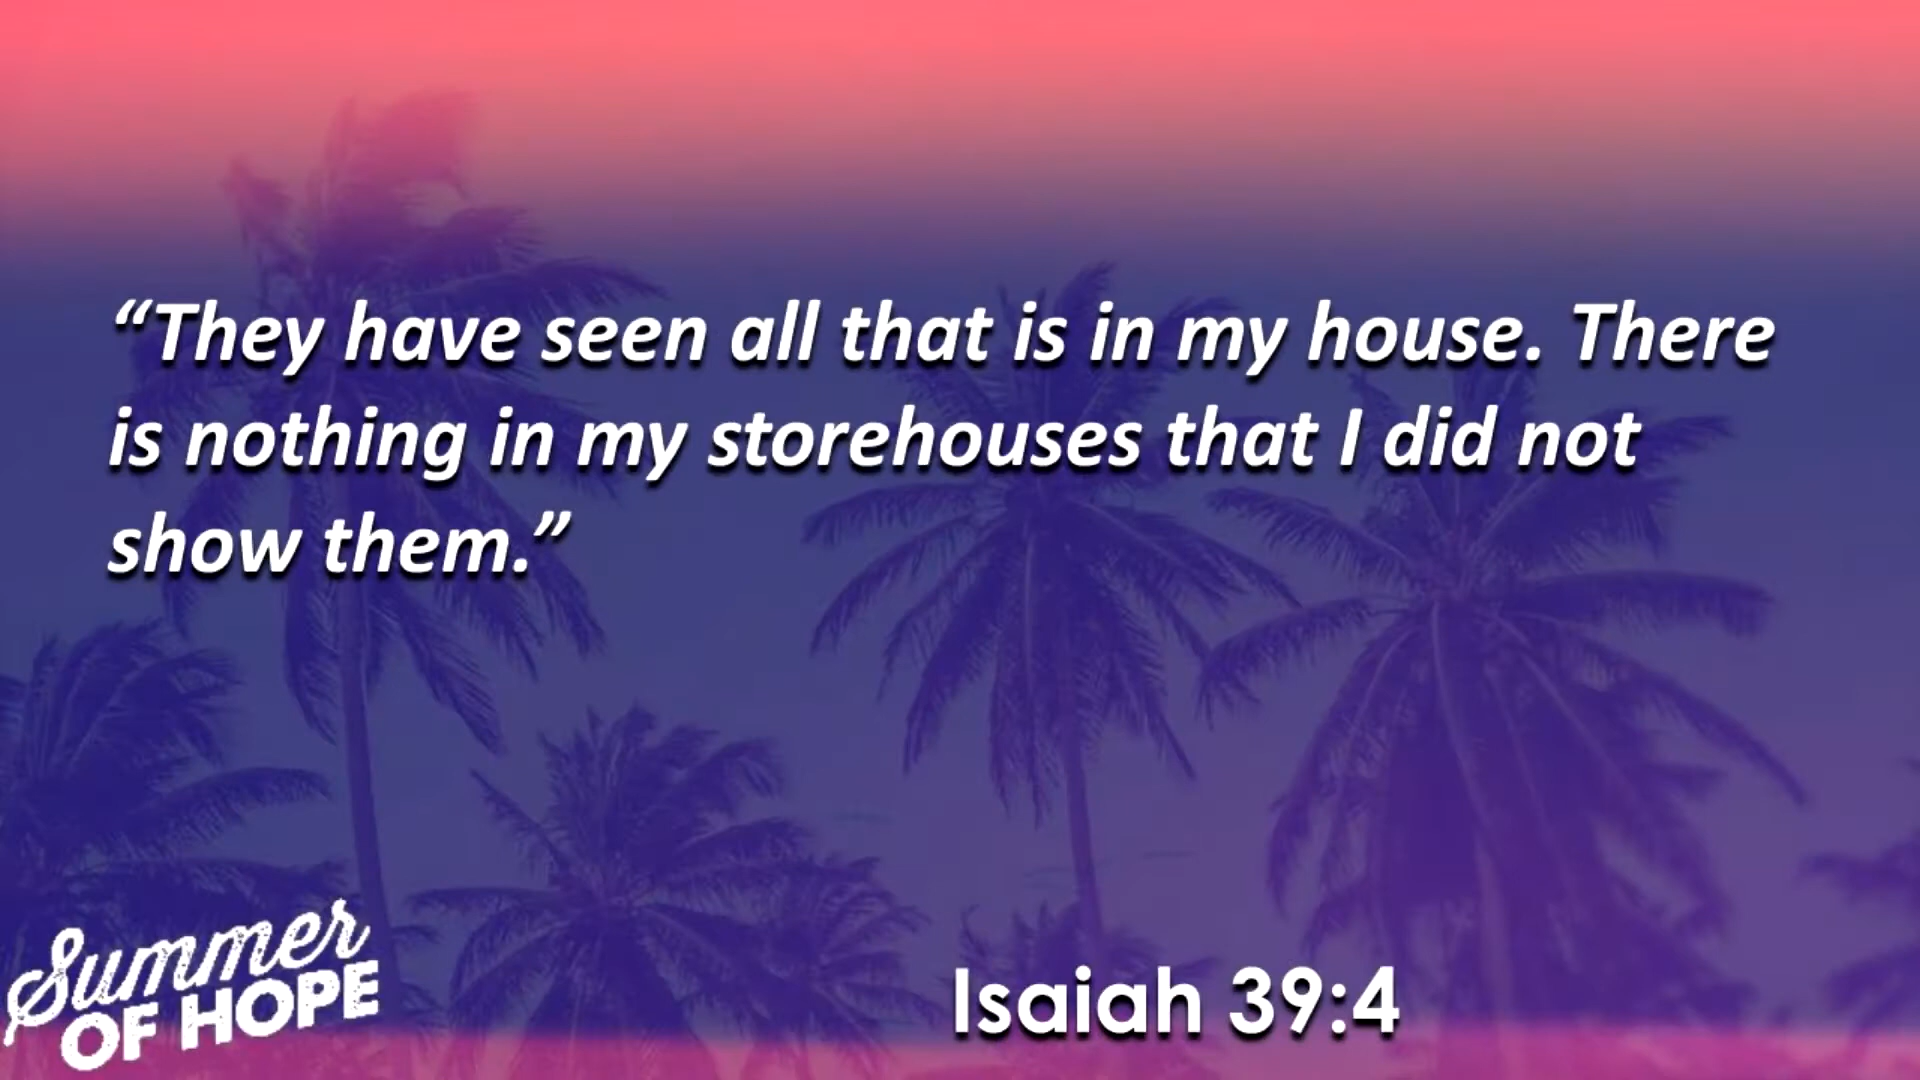 “They have seen all that is in my house. There
is nothing in my storehouses that I did not
show them.”
Summer
OF HOPE
Isaiah 39:4